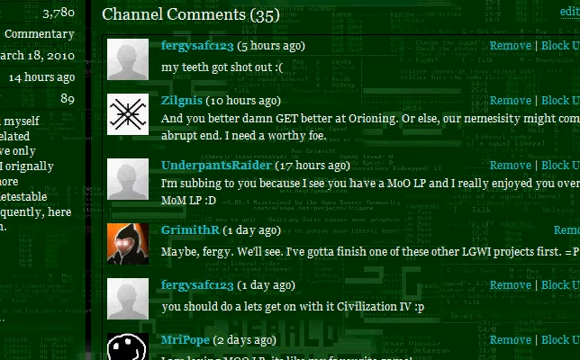 3,780
Commentary
arch 18, 2010
14 hours ago
89
myself
elated
ve only
I orignally
nore
detestable
quently, here
n.
Channel Comments (35)
edit
fergysafc123 (5 hours ago)
Remove | Block U
my teeth got shot out :(
Zilgnis (10 hours ago)
Remove | Block U
And you better damn GET better at Orioning. Or else, our nemesisity might com
abrupt end. I need a worthy foe.
UnderpantsRaider (17 hours ago)
Remove | Block U
I'm subbing to you because I see you have a MoO LP and I really enjoyed you over
MoM LP :D
GrimithR (1 day ago)
Remo
Maybe, fergy. We'll see. I've gotta finish one of these other LGWI projects first. =P
fergysafc123 (1 day ago)
Remove | Block U
you should do a lets get on with it Civilization IV :p
MriPope (2 days ago)
Remove | Block U